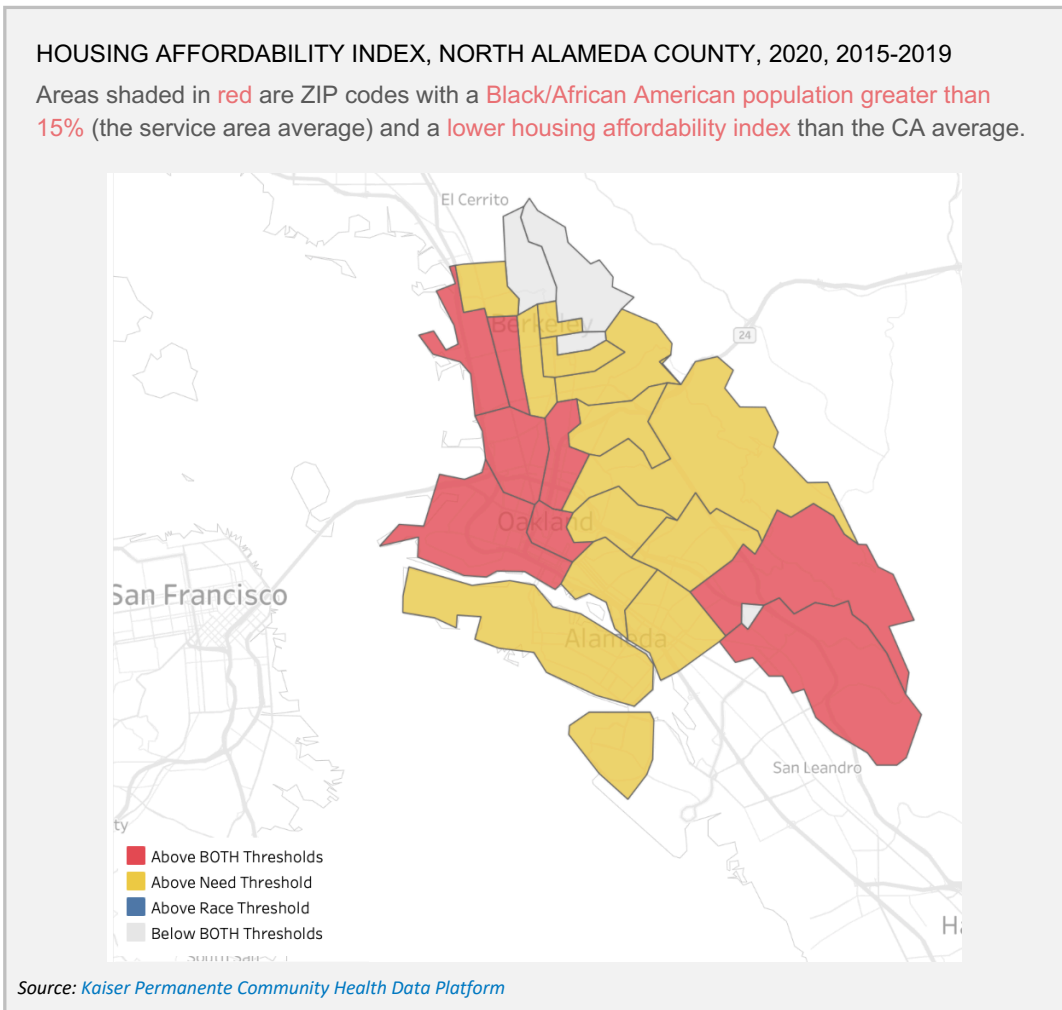 HOUSING AFFORDABILITY INDEX, NORTH ALAMEDA COUNTY, 2020, 2015-2019
Areas shaded in red are ZIP codes with a Black/African American population greater than
15% (the service area average) and a lower housing affordability index than the CA average.
El Cerrito
Berkeley
24
Oakland
San Francisco
Alameda
San Leandro
ty
Above BOTH Thresholds
Above Need Threshold
Above Race Threshold
Below BOTH Thresholds
Source: Kaiser Permanente Community Health Data Platform